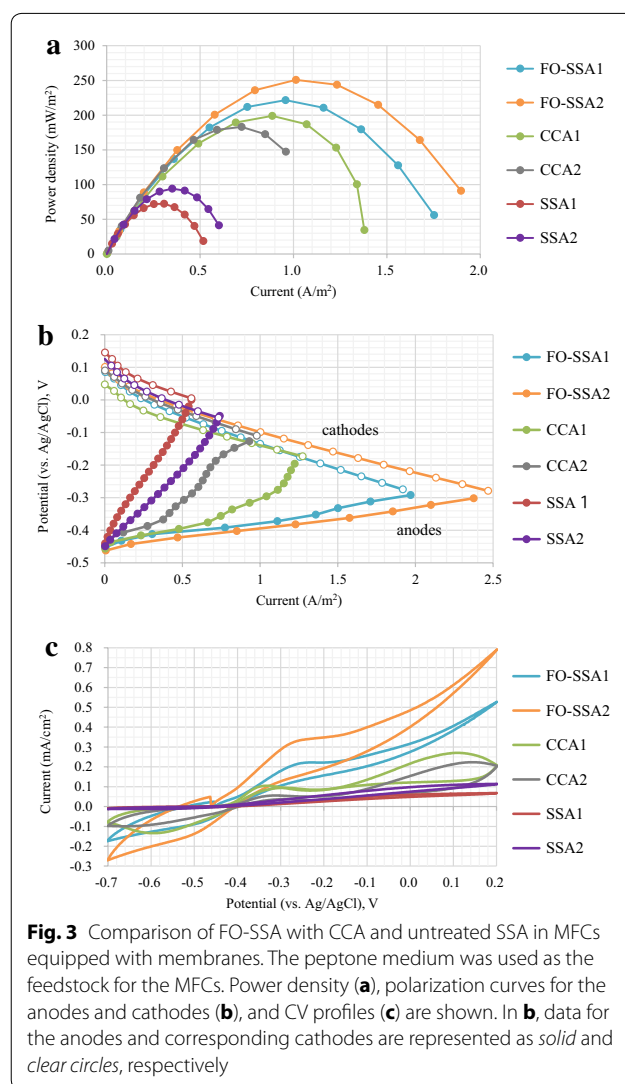 a
300
250
200
150
100
50
0
Power density (mW/m²)
0.0 0.5 1.0 1.5 2.0
Current (A/m²)
FO-SSA1
FO-SSA2
CCA1
CCA2
SSA1
SSA2
b
0.2
0.1
0.0
-0.1
-0.2
-0.3
-0.4
-0.5
Potential (vs. Ag/AgCl), V
cathodes
anodes
0 0.5 1 1.5 2 2.5
Current (A/m²)
FO-SSA1
FO-SSA2
CCA1
CCA2
SSA 1
SSA2
c
0.8
0.7
0.6
0.5
0.4
0.3
0.2
0.1
0.0
-0.1
-0.2
-0.3
Current (mA/cm²)
-0.7 -0.6 -0.5 -0.4 -0.3 -0.2 -0.1 0.0 0.1 0.2
Potential (vs. Ag/AgCl), V
FO-SSA1
FO-SSA2
CCA1
CCA2
SSA1
SSA2
Fig. 3 Comparison of FO-SSA with CCA and untreated SSA in MFCs
equipped with membranes. The peptone medium was used as the
feedstock for the MFCs. Power density (a), polarization curves for the
anodes and cathodes (b), and CV profiles (c) are shown. In b, data for
the anodes and corresponding cathodes are represented as solid and
clear circles, respectively